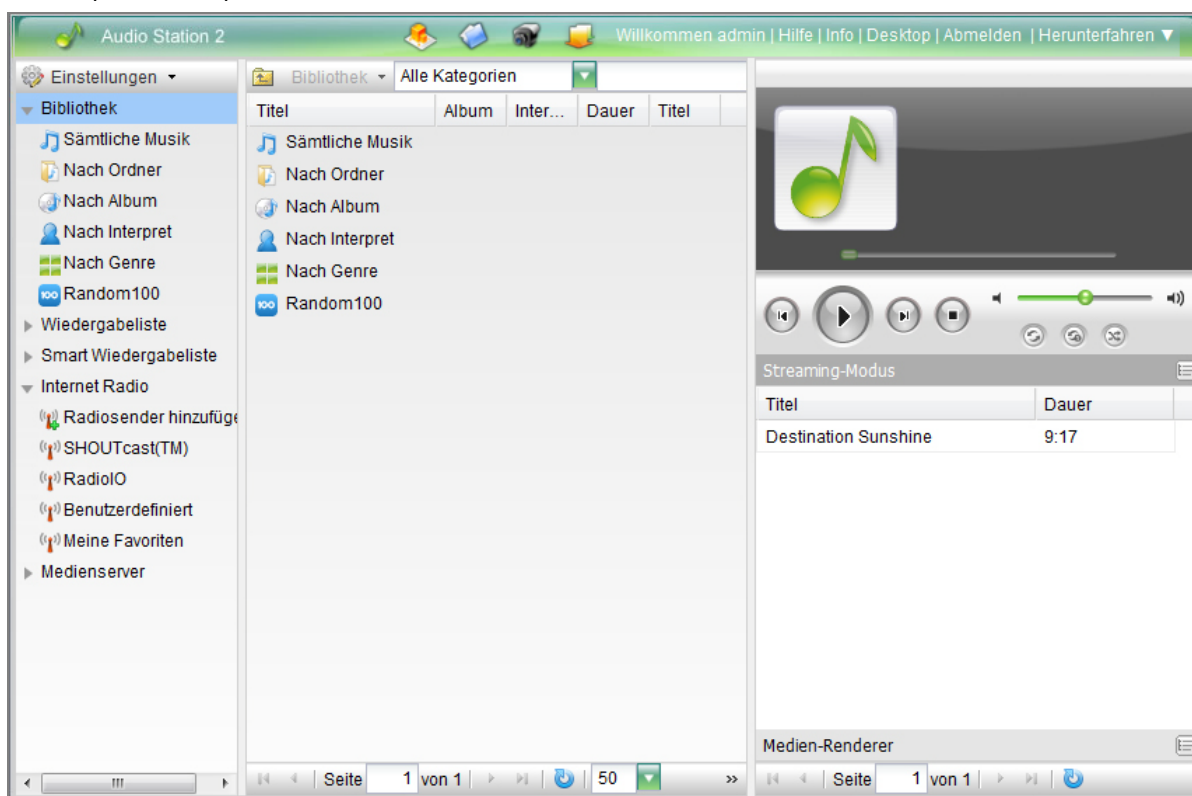 Audio Station 2
Willkommen admin | Hilfe | Info | Desktop | Abmelden | Herunterfahren ▼
Einstellungen
Bibliothek
Sämtliche Musik
Nach Ordner
Nach Album
Nach Interpret
Nach Genre
100 Random100
Wiedergabeliste
Smart Wiedergabeliste
Internet Radio
Radiosender hinzufüge
SHOUTcast(TM)
RadioIO
Benutzerdefiniert
Meine Favoriten
Medienserver
Bibliothek Alle Kategorien
Titel Album Inter... Dauer Titel
Sämtliche Musik
Nach Ordner
Nach Album
Nach Interpret
Nach Genre
100 Random100
Seite 1 von 1 50 »
Streaming-Modus
Titel Dauer
Destination Sunshine 9:17
Medien-Renderer
Seite 1 von 1